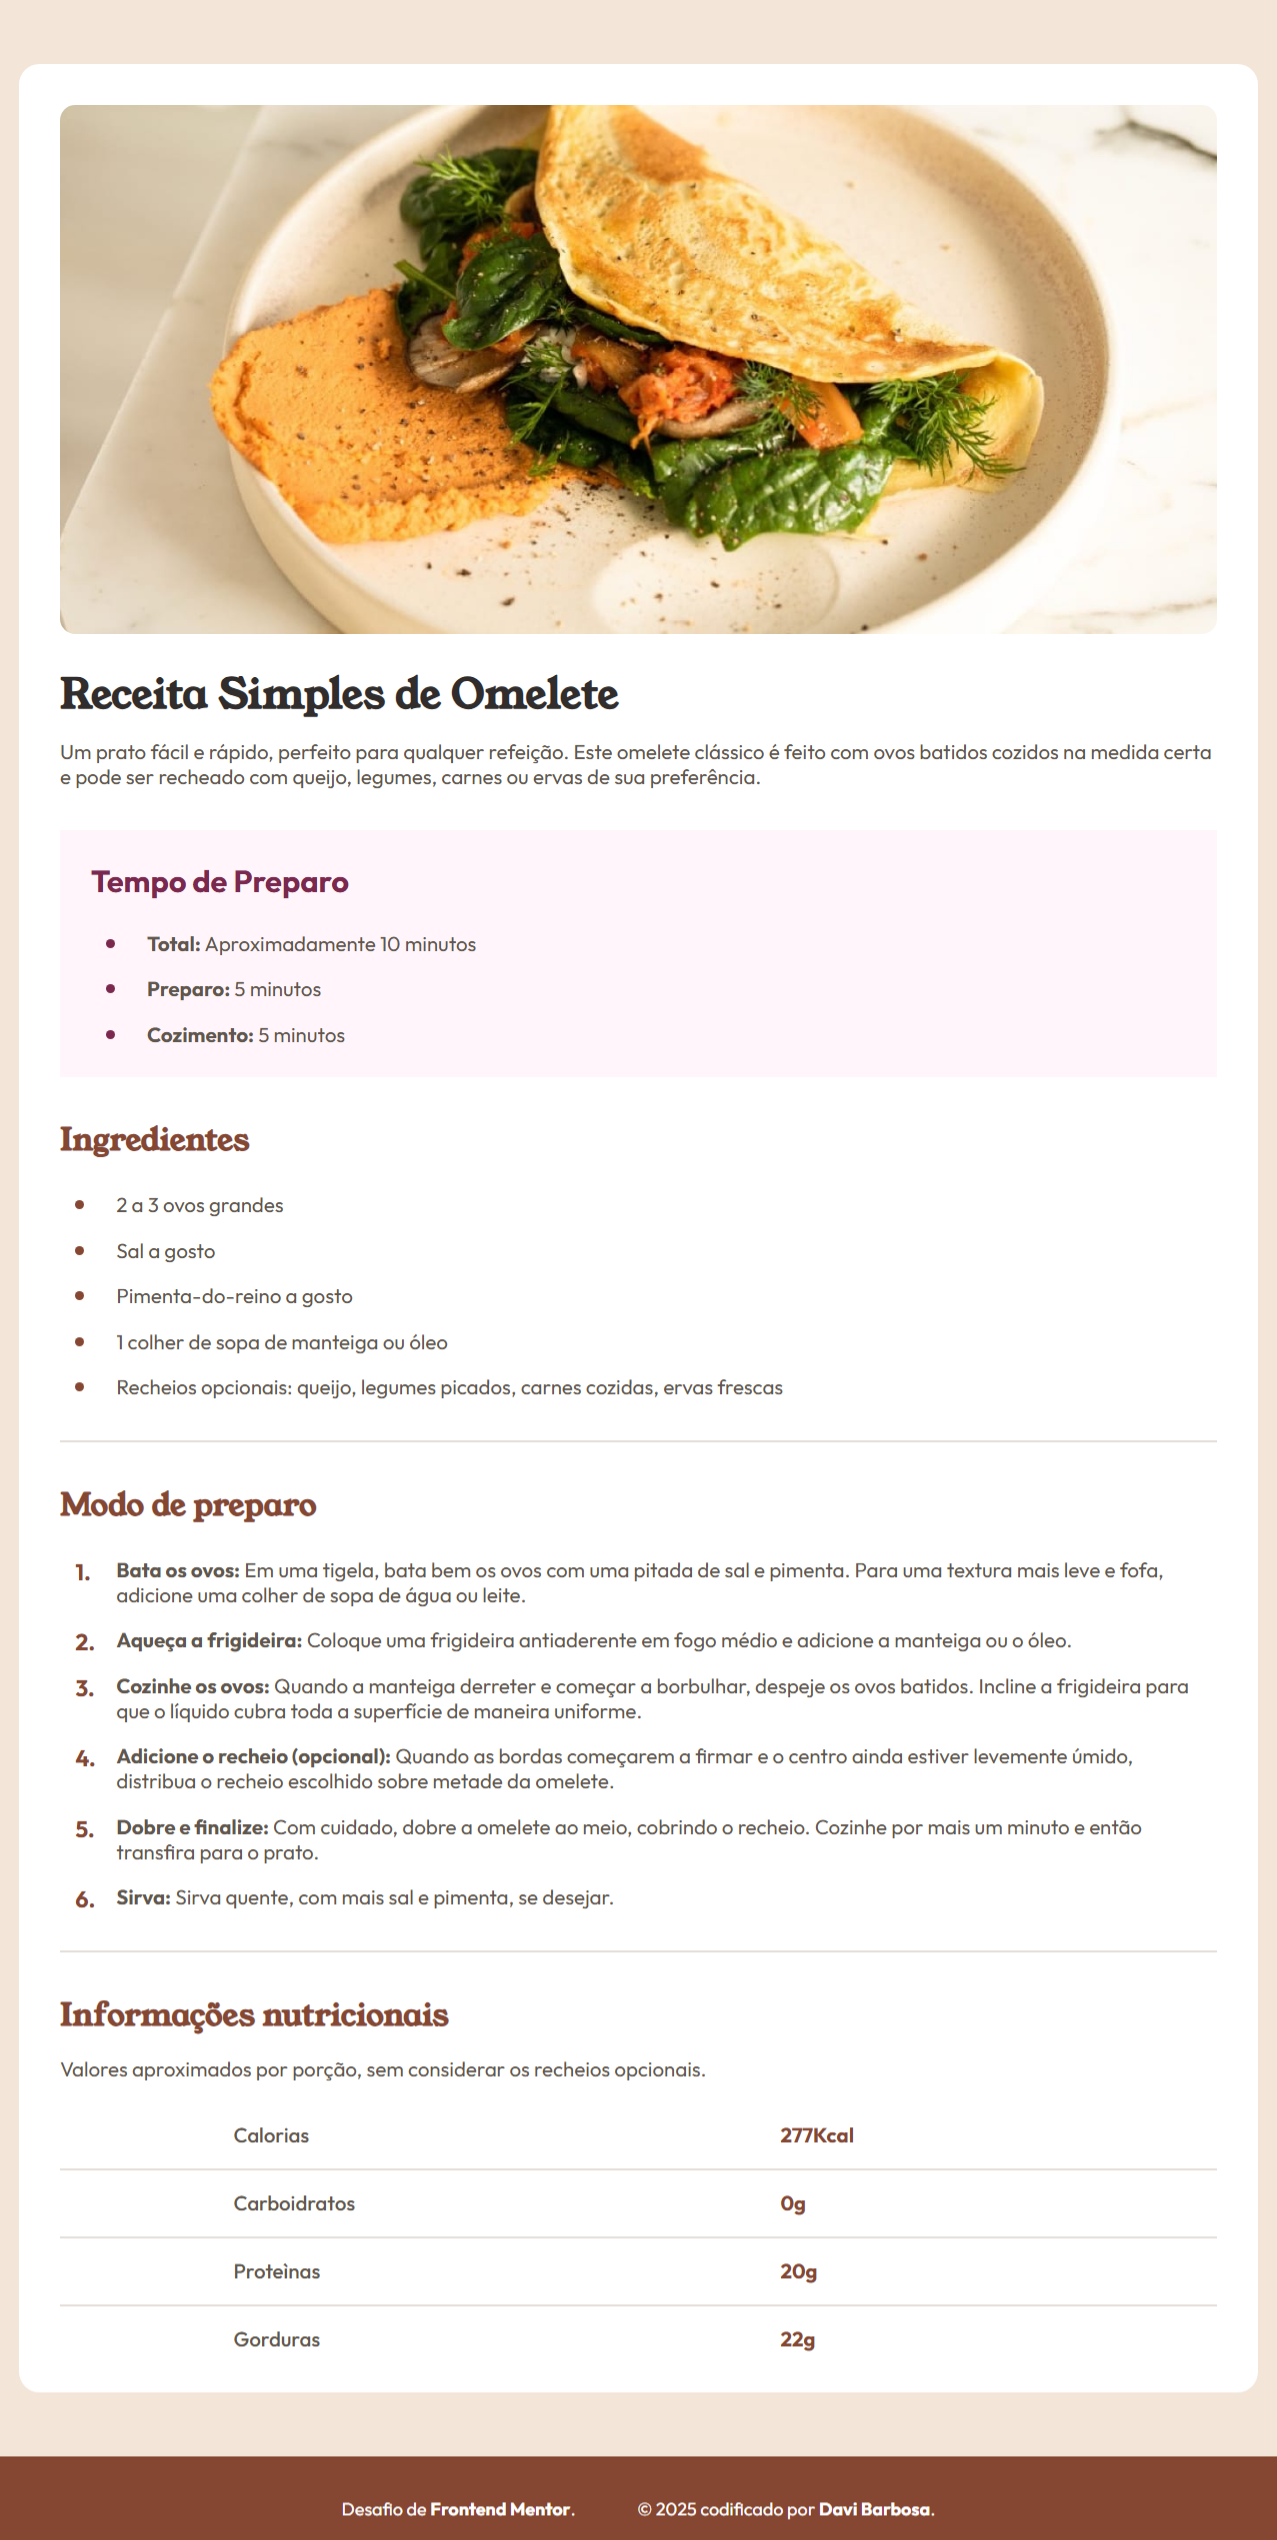 Receita Simples de Omelete
Um prato fácil e rápido, perfeito para qualquer refeição. Este omelete clássico é feito com ovos batidos cozidos na medida certa
e pode ser recheado com queijo, legumes, carnes ou ervas de sua preferência.
Tempo de Preparo
Total: Aproximadamente 10 minutos
Preparo: 5 minutos
Cozimento: 5 minutos
Ingredientes
2 a 3 ovos grandes
Sal a gosto
Pimenta-do-reino a gosto
1 colher de sopa de manteiga ou óleo
Recheios opcionais: queijo, legumes picados, carnes cozidas, ervas frescas
Modo de preparo
1. Bata os ovos: Em uma tigela, bata bem os ovos com uma pitada de sal e pimenta. Para uma textura mais leve e fofa,
adicione uma colher de sopa de água ou leite.
2. Aqueça a frigideira: Coloque uma frigideira antiaderente em fogo médio e adicione a manteiga ou o óleo.
3. Cozinhe os ovos: Quando a manteiga derreter e começar a borbulhar, despeje os ovos batidos. Incline a frigideira para
que o líquido cubra toda a superfície de maneira uniforme.
4. Adicione o recheio (opcional): Quando as bordas começarem a firmar e o centro ainda estiver levemente úmido,
distribua o recheio escolhido sobre metade da omelete.
5. Dobre e finalize: Com cuidado, dobre a omelete ao meio, cobrindo o recheio. Cozinhe por mais um minuto e então
transfira para o prato.
6. Sirva: Sirva quente, com mais sal e pimenta, se desejar.
Informações nutricionais
Valores aproximados por porção, sem considerar os recheios opcionais.
Calorias 277Kcal
Carboidratos 0g
Proteìnas 20g
Gorduras 22g
Desafio de Frontend Mentor. © 2025 codificado por Davi Barbosa.